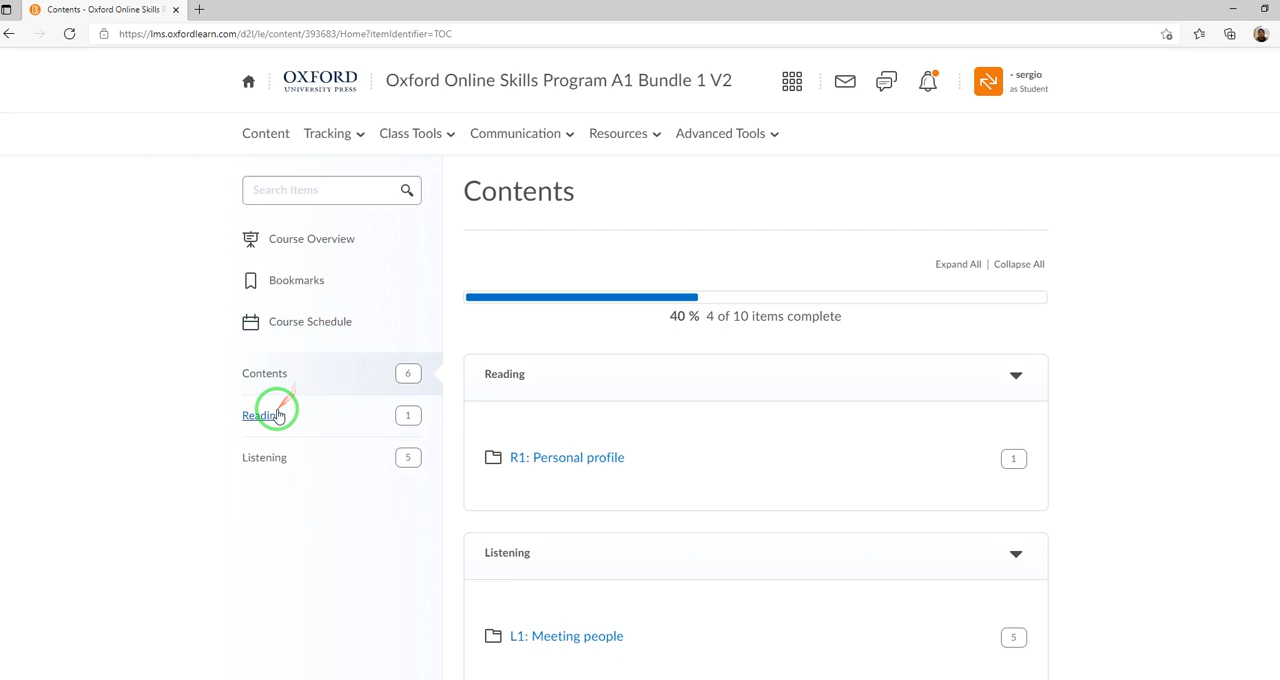 Contents - Oxford Online Skills P
https://lms.oxfordlearn.com/d2l/le/content/393683/Home?itemIdentifier=TOC
OXFORD
UNIVERSITY PRESS
Oxford Online Skills Program A1 Bundle 1 V2
- sergio
as Student
Content Tracking Class Tools Communication Resources Advanced Tools
Search Items
Course Overview
Bookmarks
Course Schedule
Contents 6
Reading 1
Listening 5
Contents
Expand All | Collapse All
40 % 4 of 10 items complete
Reading
R1: Personal profile 1
Listening
L1: Meeting people 5